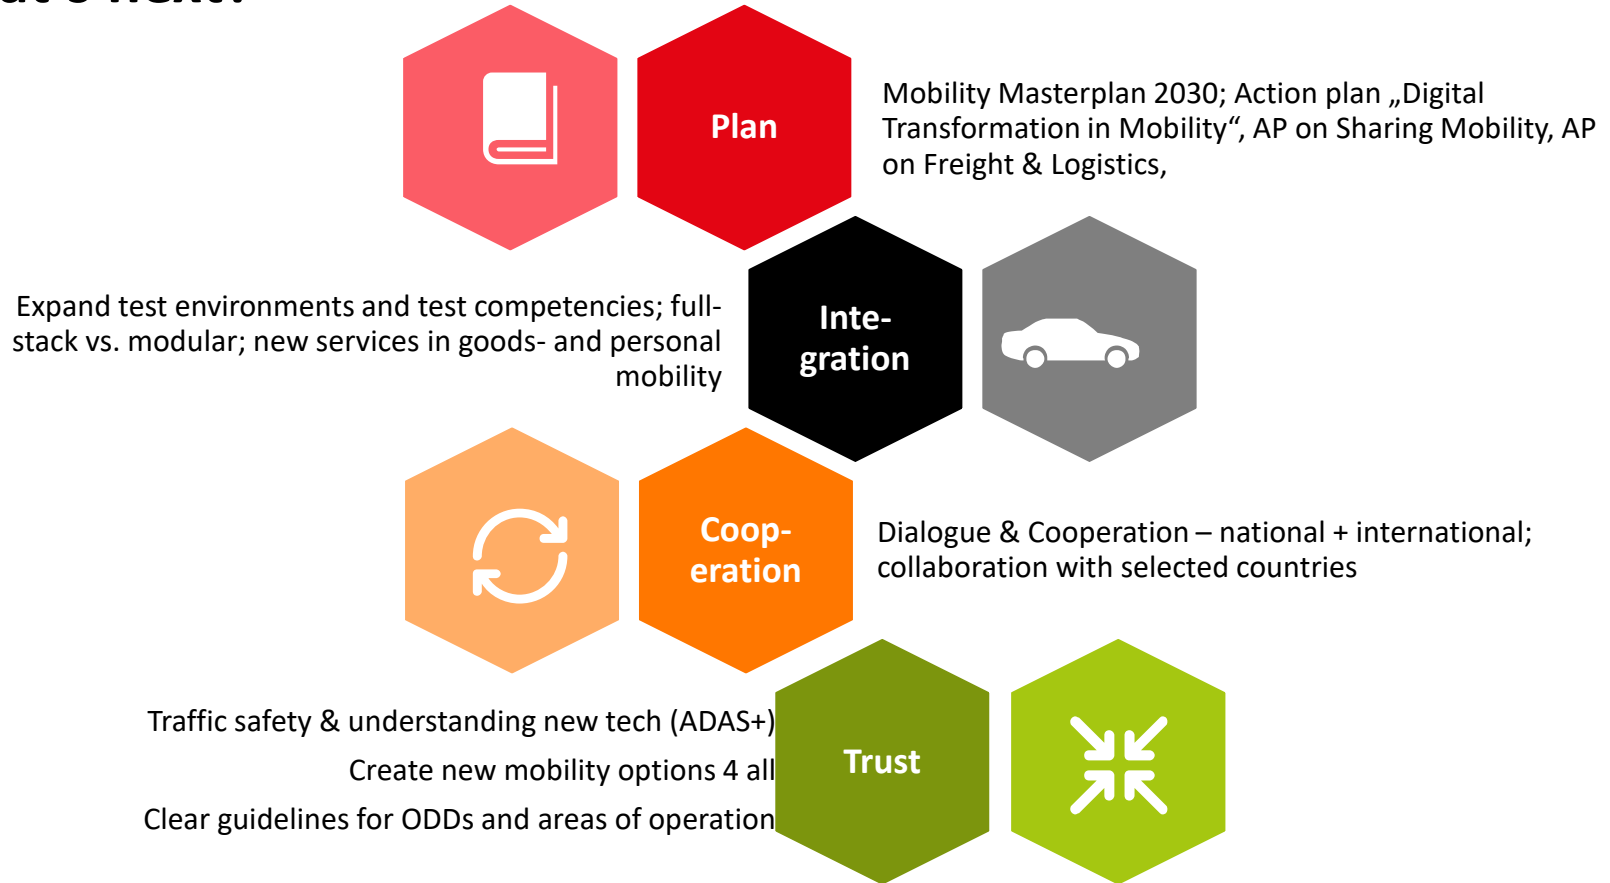 Plan
Mobility Masterplan 2030; Action plan „Digital
Transformation in Mobility“, AP on Sharing Mobility, AP
on Freight & Logistics,
Expand test environments and test competencies; full-
stack vs. modular; new services in goods- and personal
mobility
Inte-
gration
Coop-
eration
Dialogue & Cooperation – national + international;
collaboration with selected countries
Traffic safety & understanding new tech (ADAS+)
Create new mobility options 4 all
Clear guidelines for ODDs and areas of operation
Trust